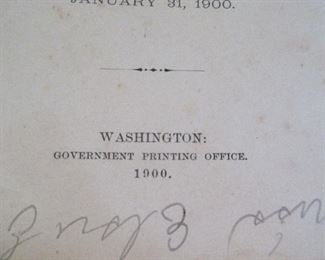 JANUARY 31, 1900.
WASHINGTON:
GOVERNMENT PRINTING OFFICE.
1900.